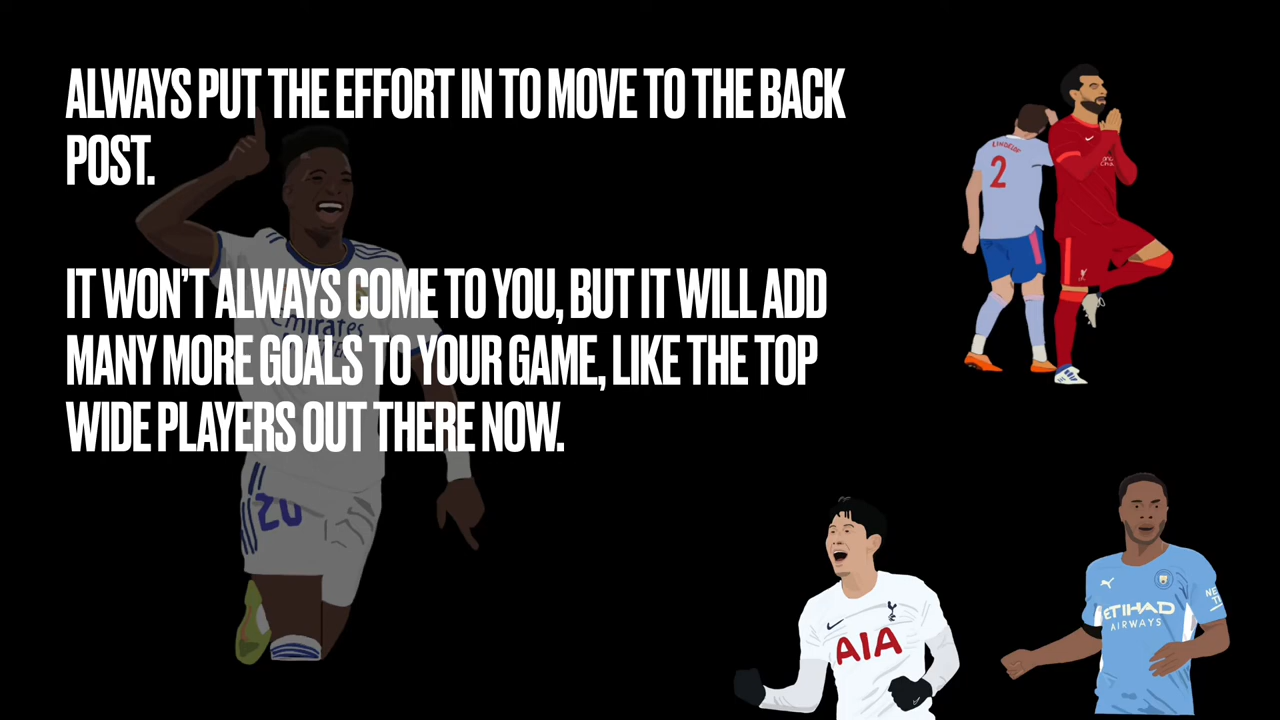 ALWAYS PUT THE EFFORT IN TO MOVE TO THE BACK
POST.
IT WON'T ALWAYS COME TO YOU, BUT IT WILL ADD
MANY MORE GOALS TO YOUR GAME, LIKE THE TOP
WIDE PLAYERS OUT THERE NOW.
LINDELOF
2
Emirates
20
AIA
ETIHAD
AIRWAYS